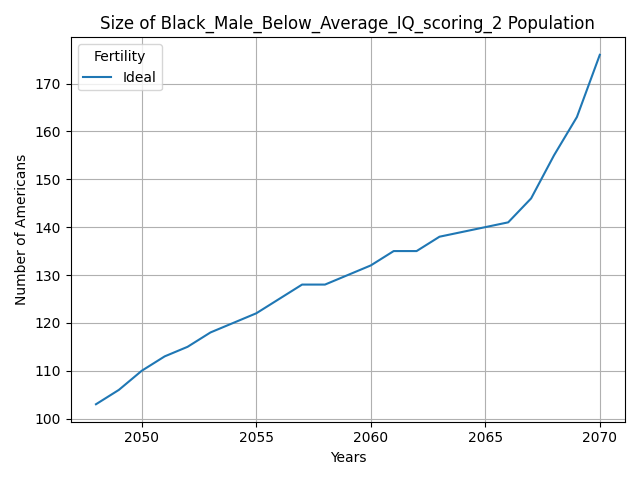 Size of Black_Male_Below_Average_IQ_scoring_2 Population
Fertility
Ideal
Number of Americans
170
160
150
140
130
120
110
100
2050 2055 2060 2065 2070
Years